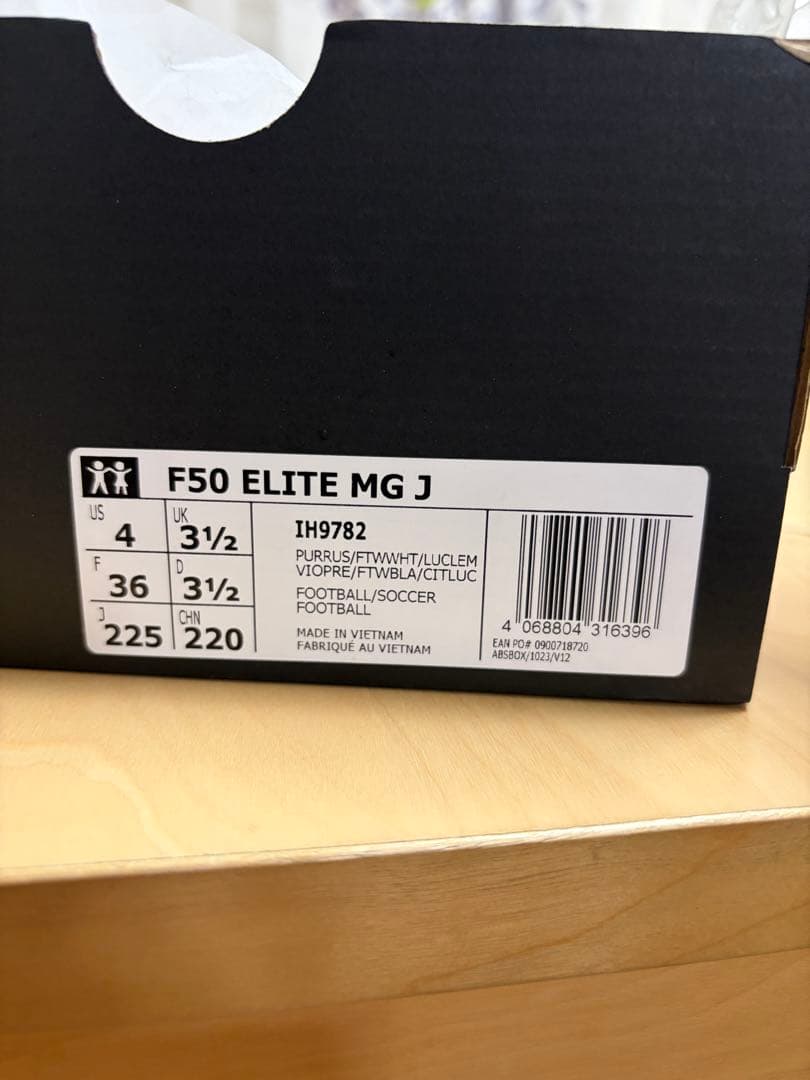 F50 ELITE MG J
US 4
UK 3½
F 36
D 3½
J 225
CHN 220
IH9782
PURRUS/FTWWHT/LUCLEM
VIOPRE/FTWBLA/CITLUC
FOOTBALL/SOCCER
FOOTBALL
MADE IN VIETNAM
FABRIQUÉ AU VIETNAM
4 068804 316396
EAN PO# 0900718720
ABSBOX/1023/V12